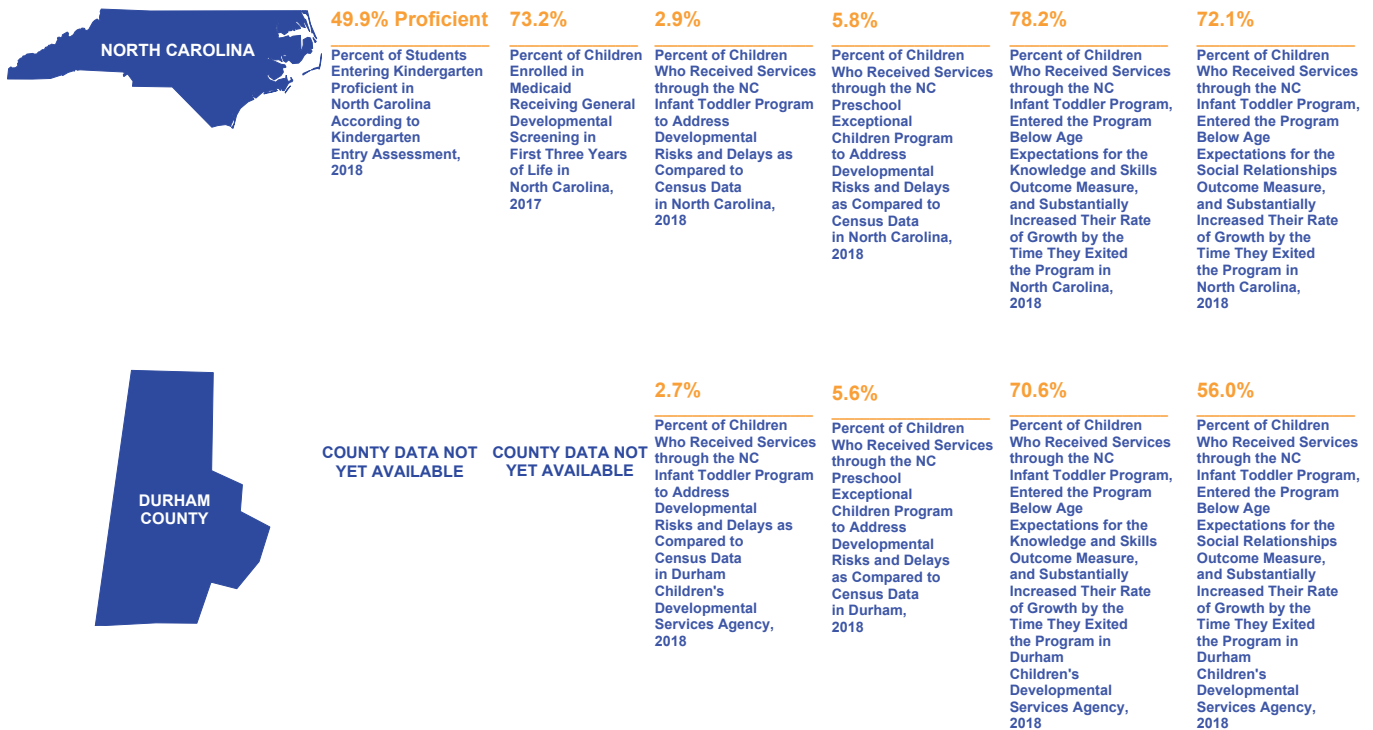 NORTH CAROLINA
49.9% Proficient
Percent of Students
Entering Kindergarten
Proficient in
North Carolina
According to
Kindergarten
Entry Assessment,
2018
73.2%
Percent of Children
Enrolled in
Medicaid
Receiving General
Developmental
Screening in
First Three Years
of Life in
North Carolina,
2017
2.9%
Percent of Children
Who Received Services
through the NC
Infant Toddler Program
to Address
Developmental
Risks and Delays as
Compared to
Census Data
in North Carolina,
2018
5.8%
Percent of Children
Who Received Services
through the NC
Preschool
Exceptional
Children Program
to Address
Developmental
Risks and Delays
as Compared to
Census Data
in North Carolina,
2018
78.2%
Percent of Children
Who Received Services
through the NC
Infant Toddler Program,
Entered the Program
Below Age
Expectations for the
Knowledge and Skills
Outcome Measure,
and Substantially
Increased Their Rate
of Growth by the
Time They Exited
the Program in
North Carolina,
2018
72.1%
Percent of Children
Who Received Services
through the NC
Infant Toddler Program,
Entered the Program
Below Age
Expectations for the
Social Relationships
Outcome Measure,
and Substantially
Increased Their Rate
of Growth by the
Time They Exited
the Program in
North Carolina,
2018
DURHAM
COUNTY
COUNTY DATA NOT
YET AVAILABLE
COUNTY DATA NOT
YET AVAILABLE
2.7%
Percent of Children
Who Received Services
through the NC
Infant Toddler Program
to Address
Developmental
Risks and Delays as
Compared to
Census Data
in Durham
Children's
Developmental
Services Agency,
2018
5.6%
Percent of Children
Who Received Services
through the NC
Preschool
Exceptional
Children Program
to Address
Developmental
Risks and Delays
as Compared to
Census Data
in Durham,
2018
70.6%
Percent of Children
Who Received Services
through the NC
Infant Toddler Program,
Entered the Program
Below Age
Expectations for the
Knowledge and Skills
Outcome Measure,
and Substantially
Increased Their Rate
of Growth by the
Time They Exited
the Program in
Durham
Children's
Developmental
Services Agency,
2018
56.0%
Percent of Children
Who Received Services
through the NC
Infant Toddler Program,
Entered the Program
Below Age
Expectations for the
Social Relationships
Outcome Measure,
and Substantially
Increased Their Rate
of Growth by the
Time They Exited
the Program in
Durham
Children's
Developmental
Services Agency,
2018